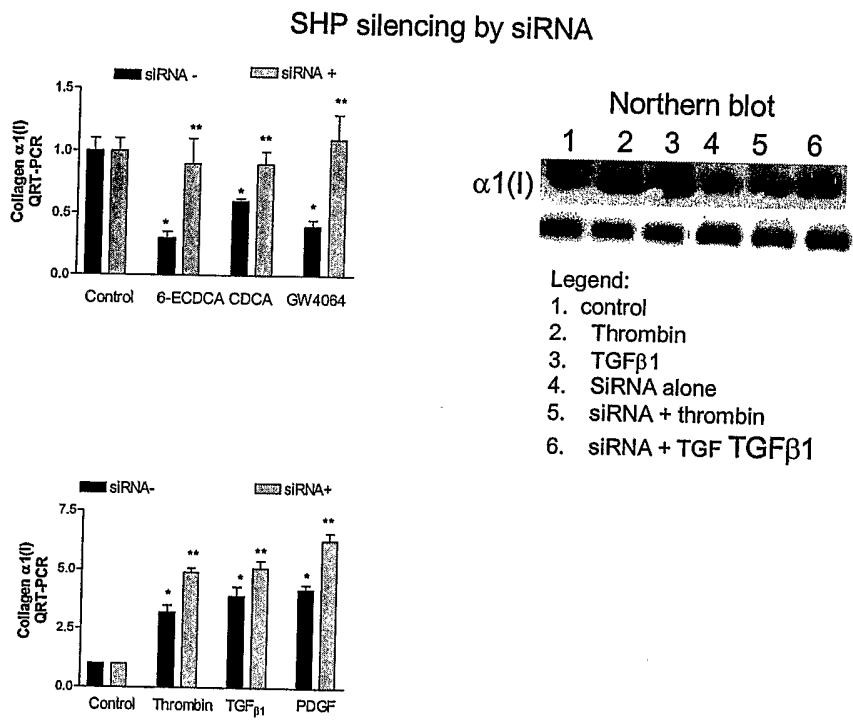 SHP silencing by siRNA
siRNA - siRNA +
Collagen α1(I)
QRT-PCR
1.5
1.0
0.5
0.0
* ** * ** * **
Control 6-ECDCA CDCA GW4064
Northern blot
1 2 3 4 5 6
α1(I)
Legend:
1. control
2. Thrombin
3. TGFβ1
4. SiRNA alone
5. siRNA + thrombin
6. siRNA + TGF TGFβ1
siRNA- siRNA+
Collagen α1(I)
QRT-PCR
7.5
5.0
2.5
0.0
* ** * ** * **
Control Thrombin TGFβ1 PDGF